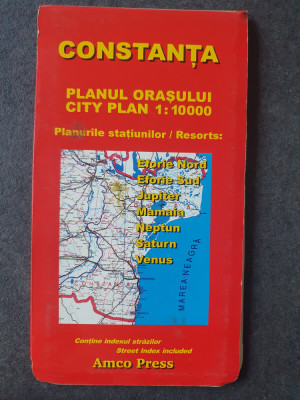 CONSTANȚA
PLANUL ORAȘULUI
CITY PLAN 1:10000
Planurile stațiunilor / Resorts:
Eforie Nord
Eforie Sud
Jupiter
Mamaia
Neptun
Saturn
Venus
MAREA NEAGRĂ
Conține indexul străzilor
Street Index included
Amco Press